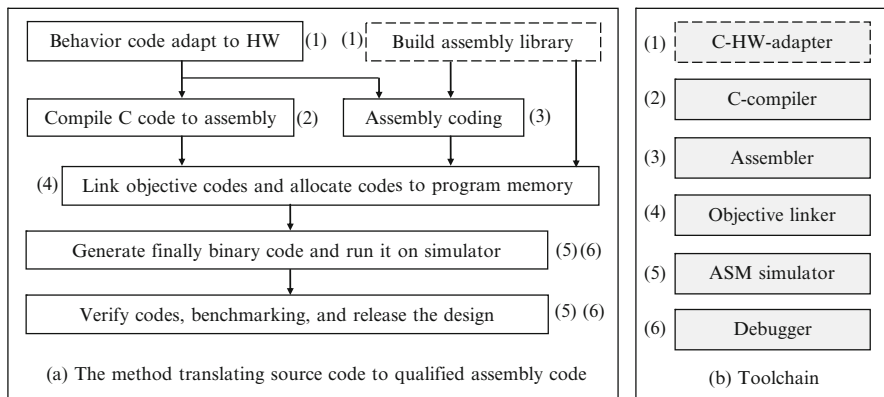 Behavior code adapt to HW (1)
(1) Build assembly library
Compile C code to assembly (2)
Assembly coding (3)
(4) Link objective codes and allocate codes to program memory
Generate finally binary code and run it on simulator (5) (6)
Verify codes, benchmarking, and release the design (5) (6)
(a) The method translating source code to qualified assembly code
(1) C-HW-adapter
(2) C-compiler
(3) Assembler
(4) Objective linker
(5) ASM simulator
(6) Debugger
(b) Toolchain